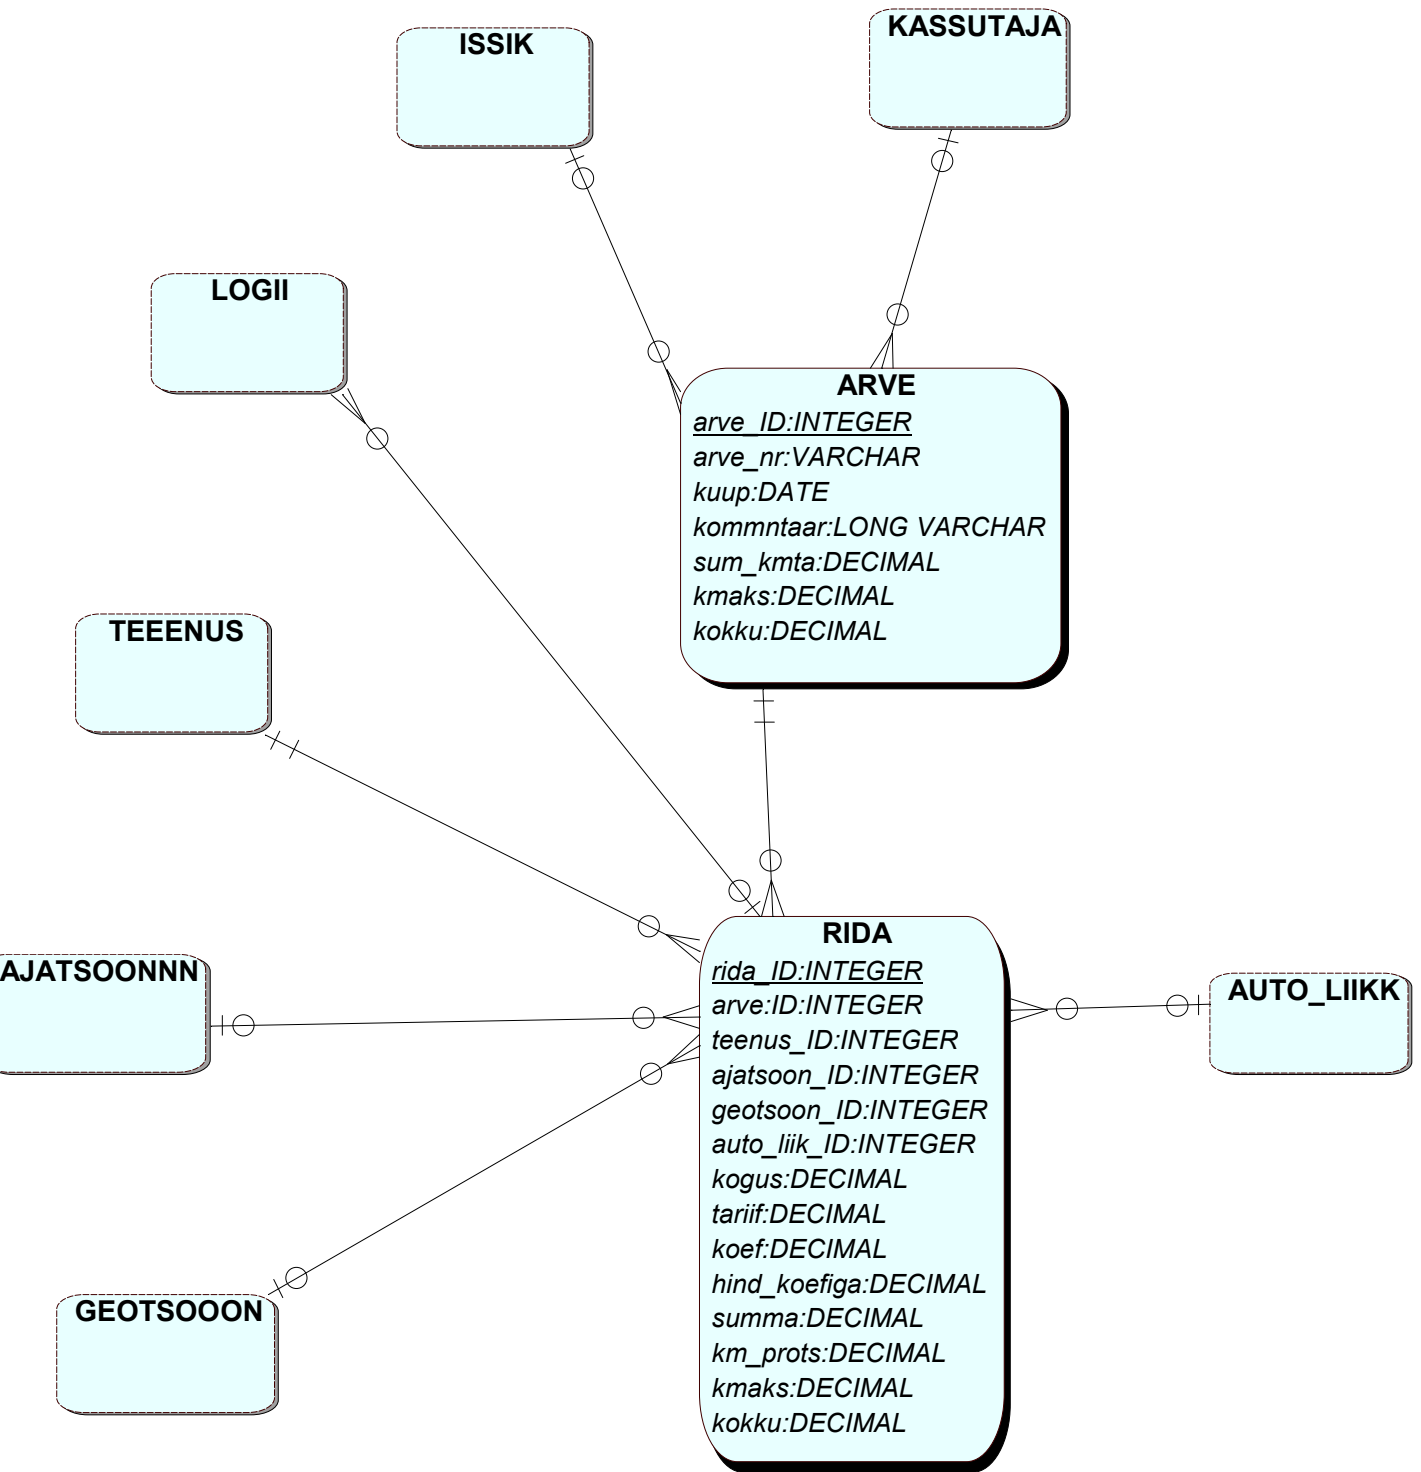 KASSUTAJA
ISSIK
LOGII
ARVE
arve_ID:INTEGER
arve_nr:VARCHAR
kuup:DATE
kommntaar:LONG VARCHAR
sum_kmta:DECIMAL
kmaks:DECIMAL
kokku:DECIMAL
TEEENUS
RIDA
rida_ID:INTEGER
arve:ID:INTEGER
teenus_ID:INTEGER
ajatsoon_ID:INTEGER
geotsoon_ID:INTEGER
auto_liik_ID:INTEGER
kogus:DECIMAL
tariif:DECIMAL
koef:DECIMAL
hind_koefiga:DECIMAL
summa:DECIMAL
km_prots:DECIMAL
kmaks:DECIMAL
kokku:DECIMAL
AJATSOONNN
AUTO_LIIKK
GEOTSOOON